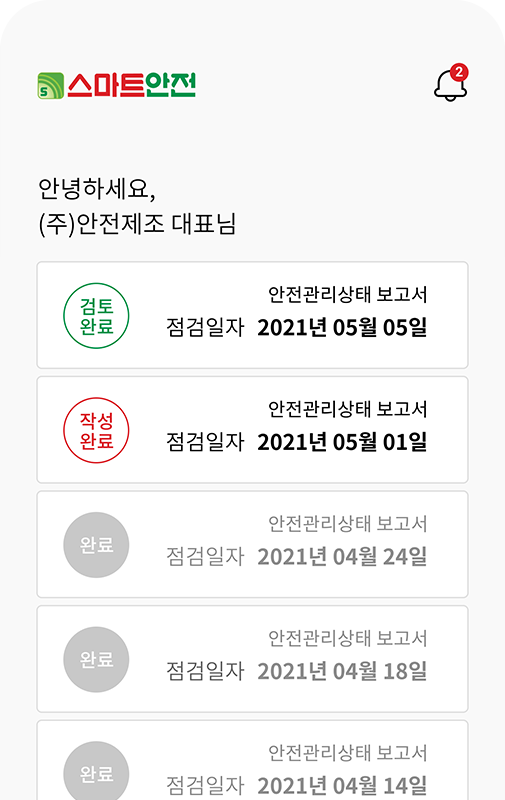 S 스마트안전
2
안녕하세요,
(주)안전제조 대표님
검토
완료
안전관리상태 보고서
점검일자 2021년 05월 05일
작성
완료
안전관리상태 보고서
점검일자 2021년 05월 01일
완료
안전관리상태 보고서
점검일자 2021년 04월 24일
완료
안전관리상태 보고서
점검일자 2021년 04월 18일
완료
안전관리상태 보고서
점검일자 2021년 04월 14일